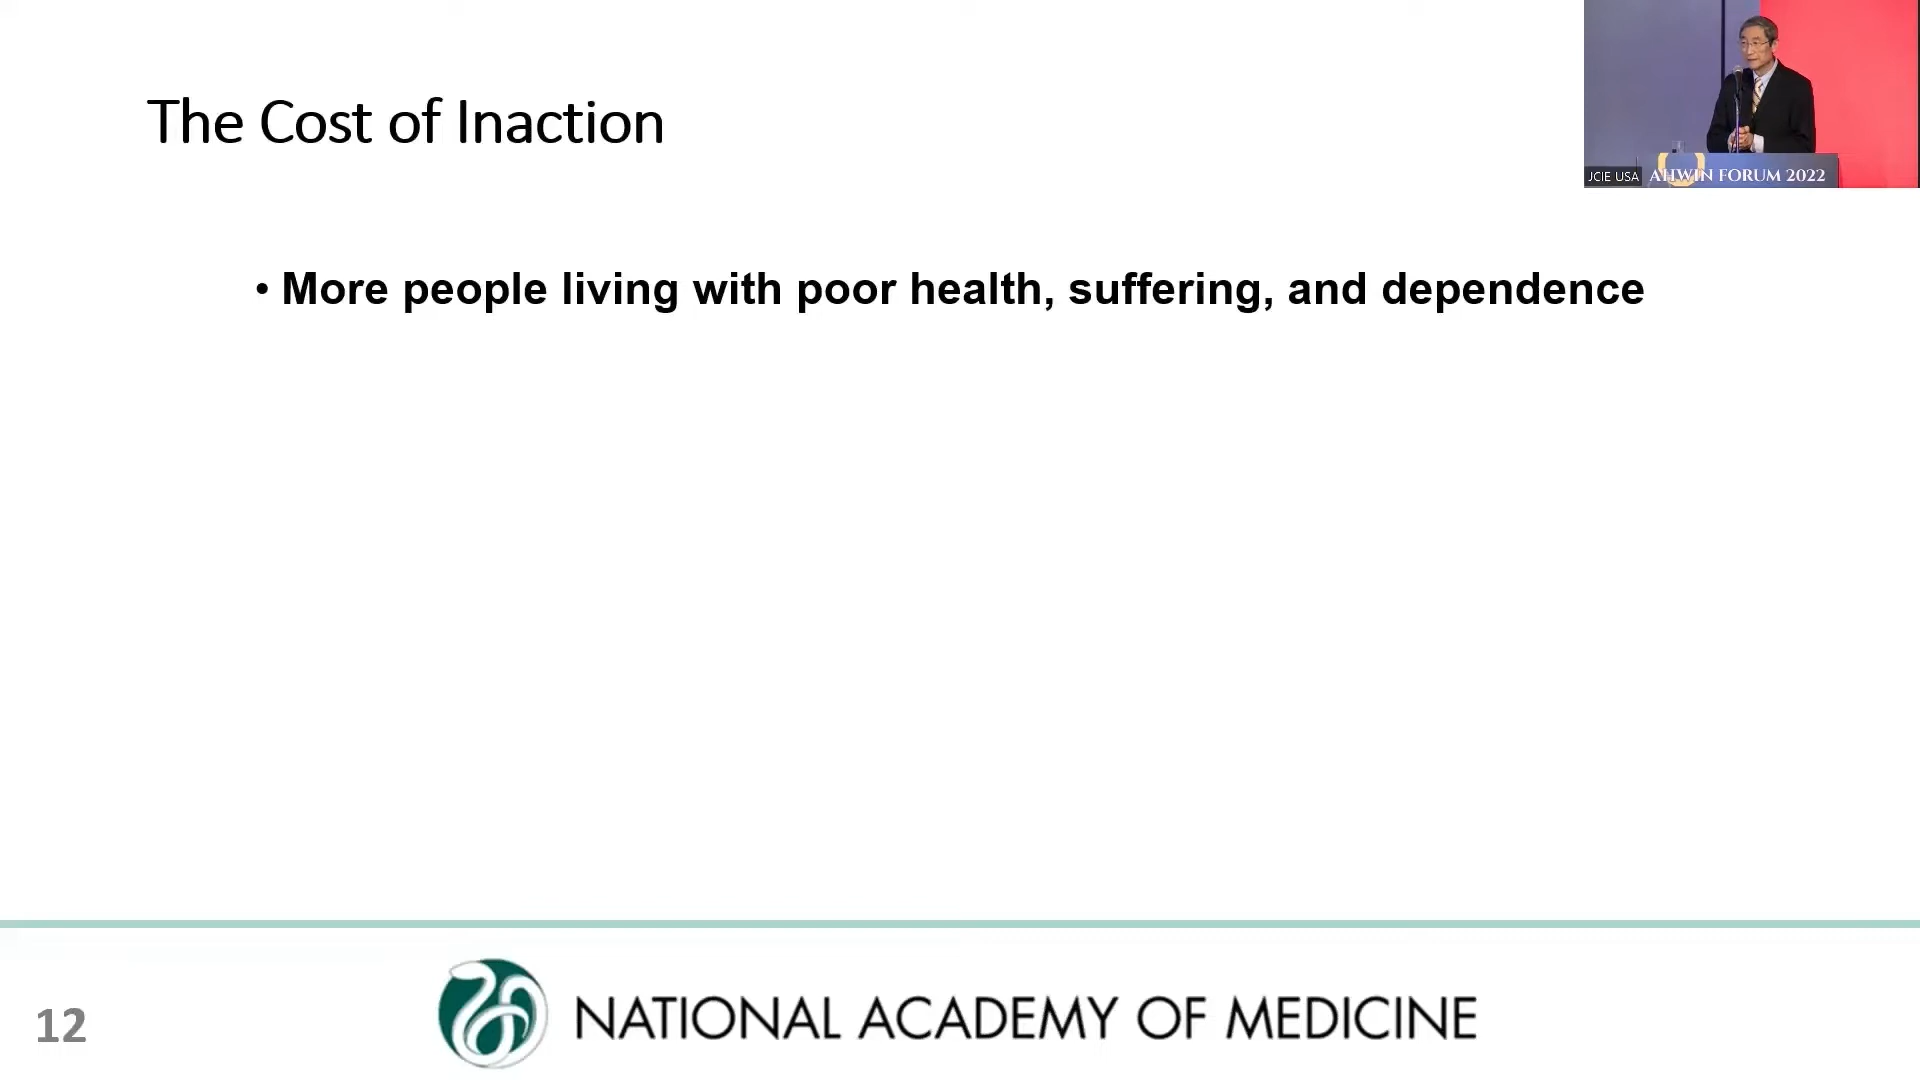 The Cost of Inaction
JCIE USA
AHWIN FORUM 2022
• More people living with poor health, suffering, and dependence
12
NATIONAL ACADEMY OF MEDICINE